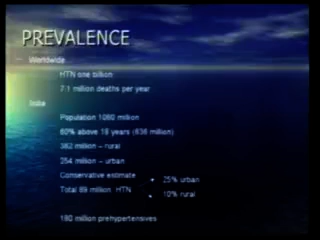 PREVALENCE
Worldwide
HTN one billion
7.1 million deaths per year
India
Population 1060 million
60% above 18 years (636 million)
382 million – rural
254 million – urban
Conservative estimate
25% urban
Total 89 million HTN
10% rural
180 million prehypertensives